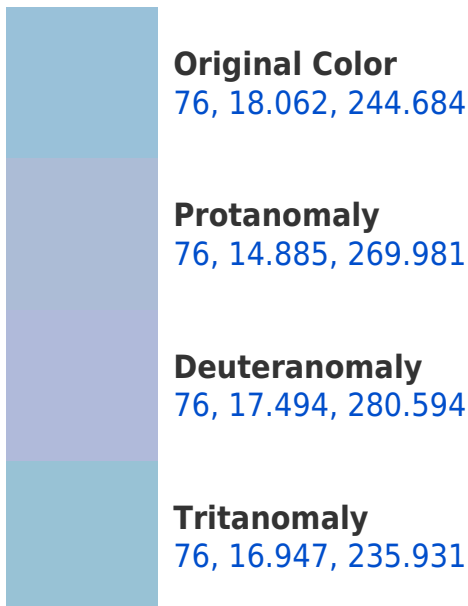 Original Color
76, 18.062, 244.684
Protanomaly
76, 14.885, 269.981
Deuteranomaly
76, 17.494, 280.594
Tritanomaly
76, 16.947, 235.931